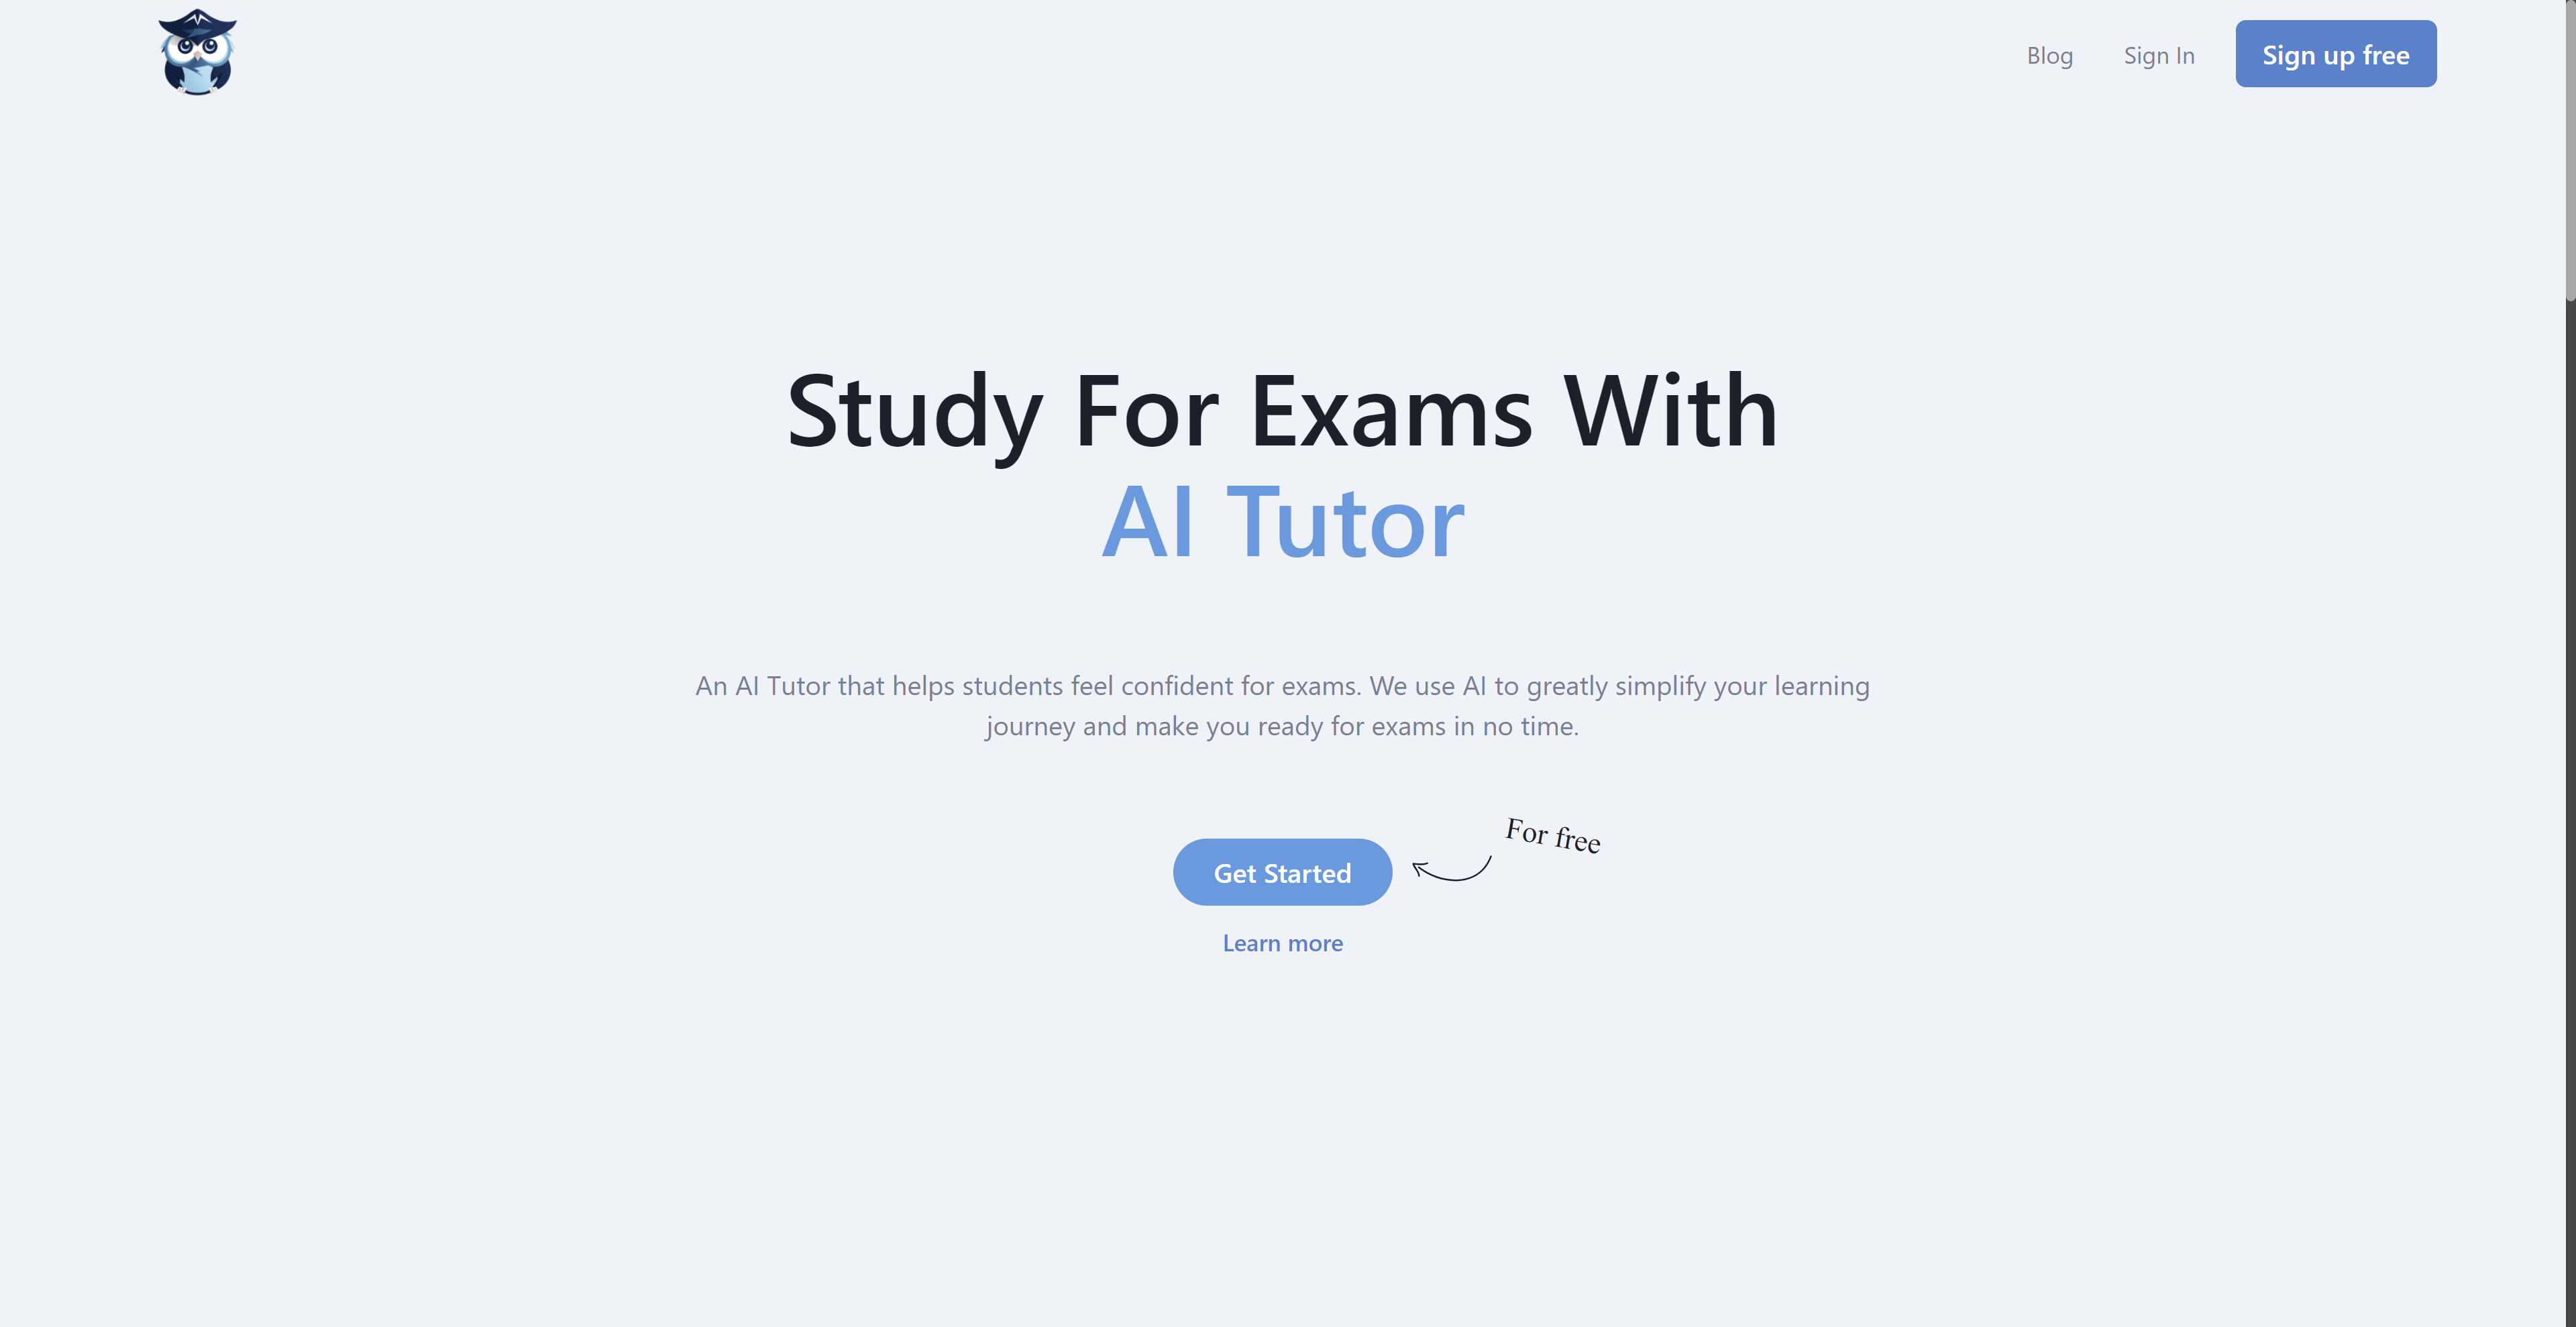 Blog
Sign In
Sign up free
Study For Exams With
AI Tutor
An AI Tutor that helps students feel confident for exams. We use AI to greatly simplify your learning
journey and make you ready for exams in no time.
For free
Get Started
Learn more